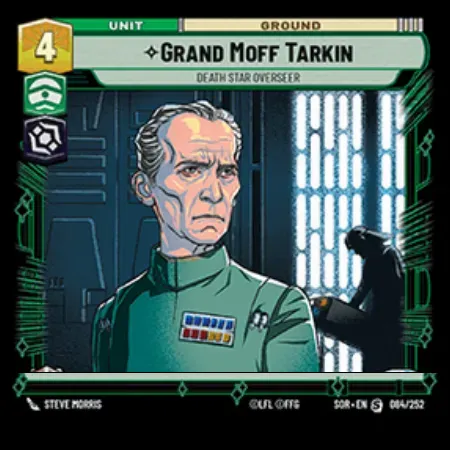 UNIT GROUND
4
GRAND MOFF TARKIN
DEATH STAR OVERSEER
STEVE MORRIS ©LFL ©FFG SOR • EN S 084/252